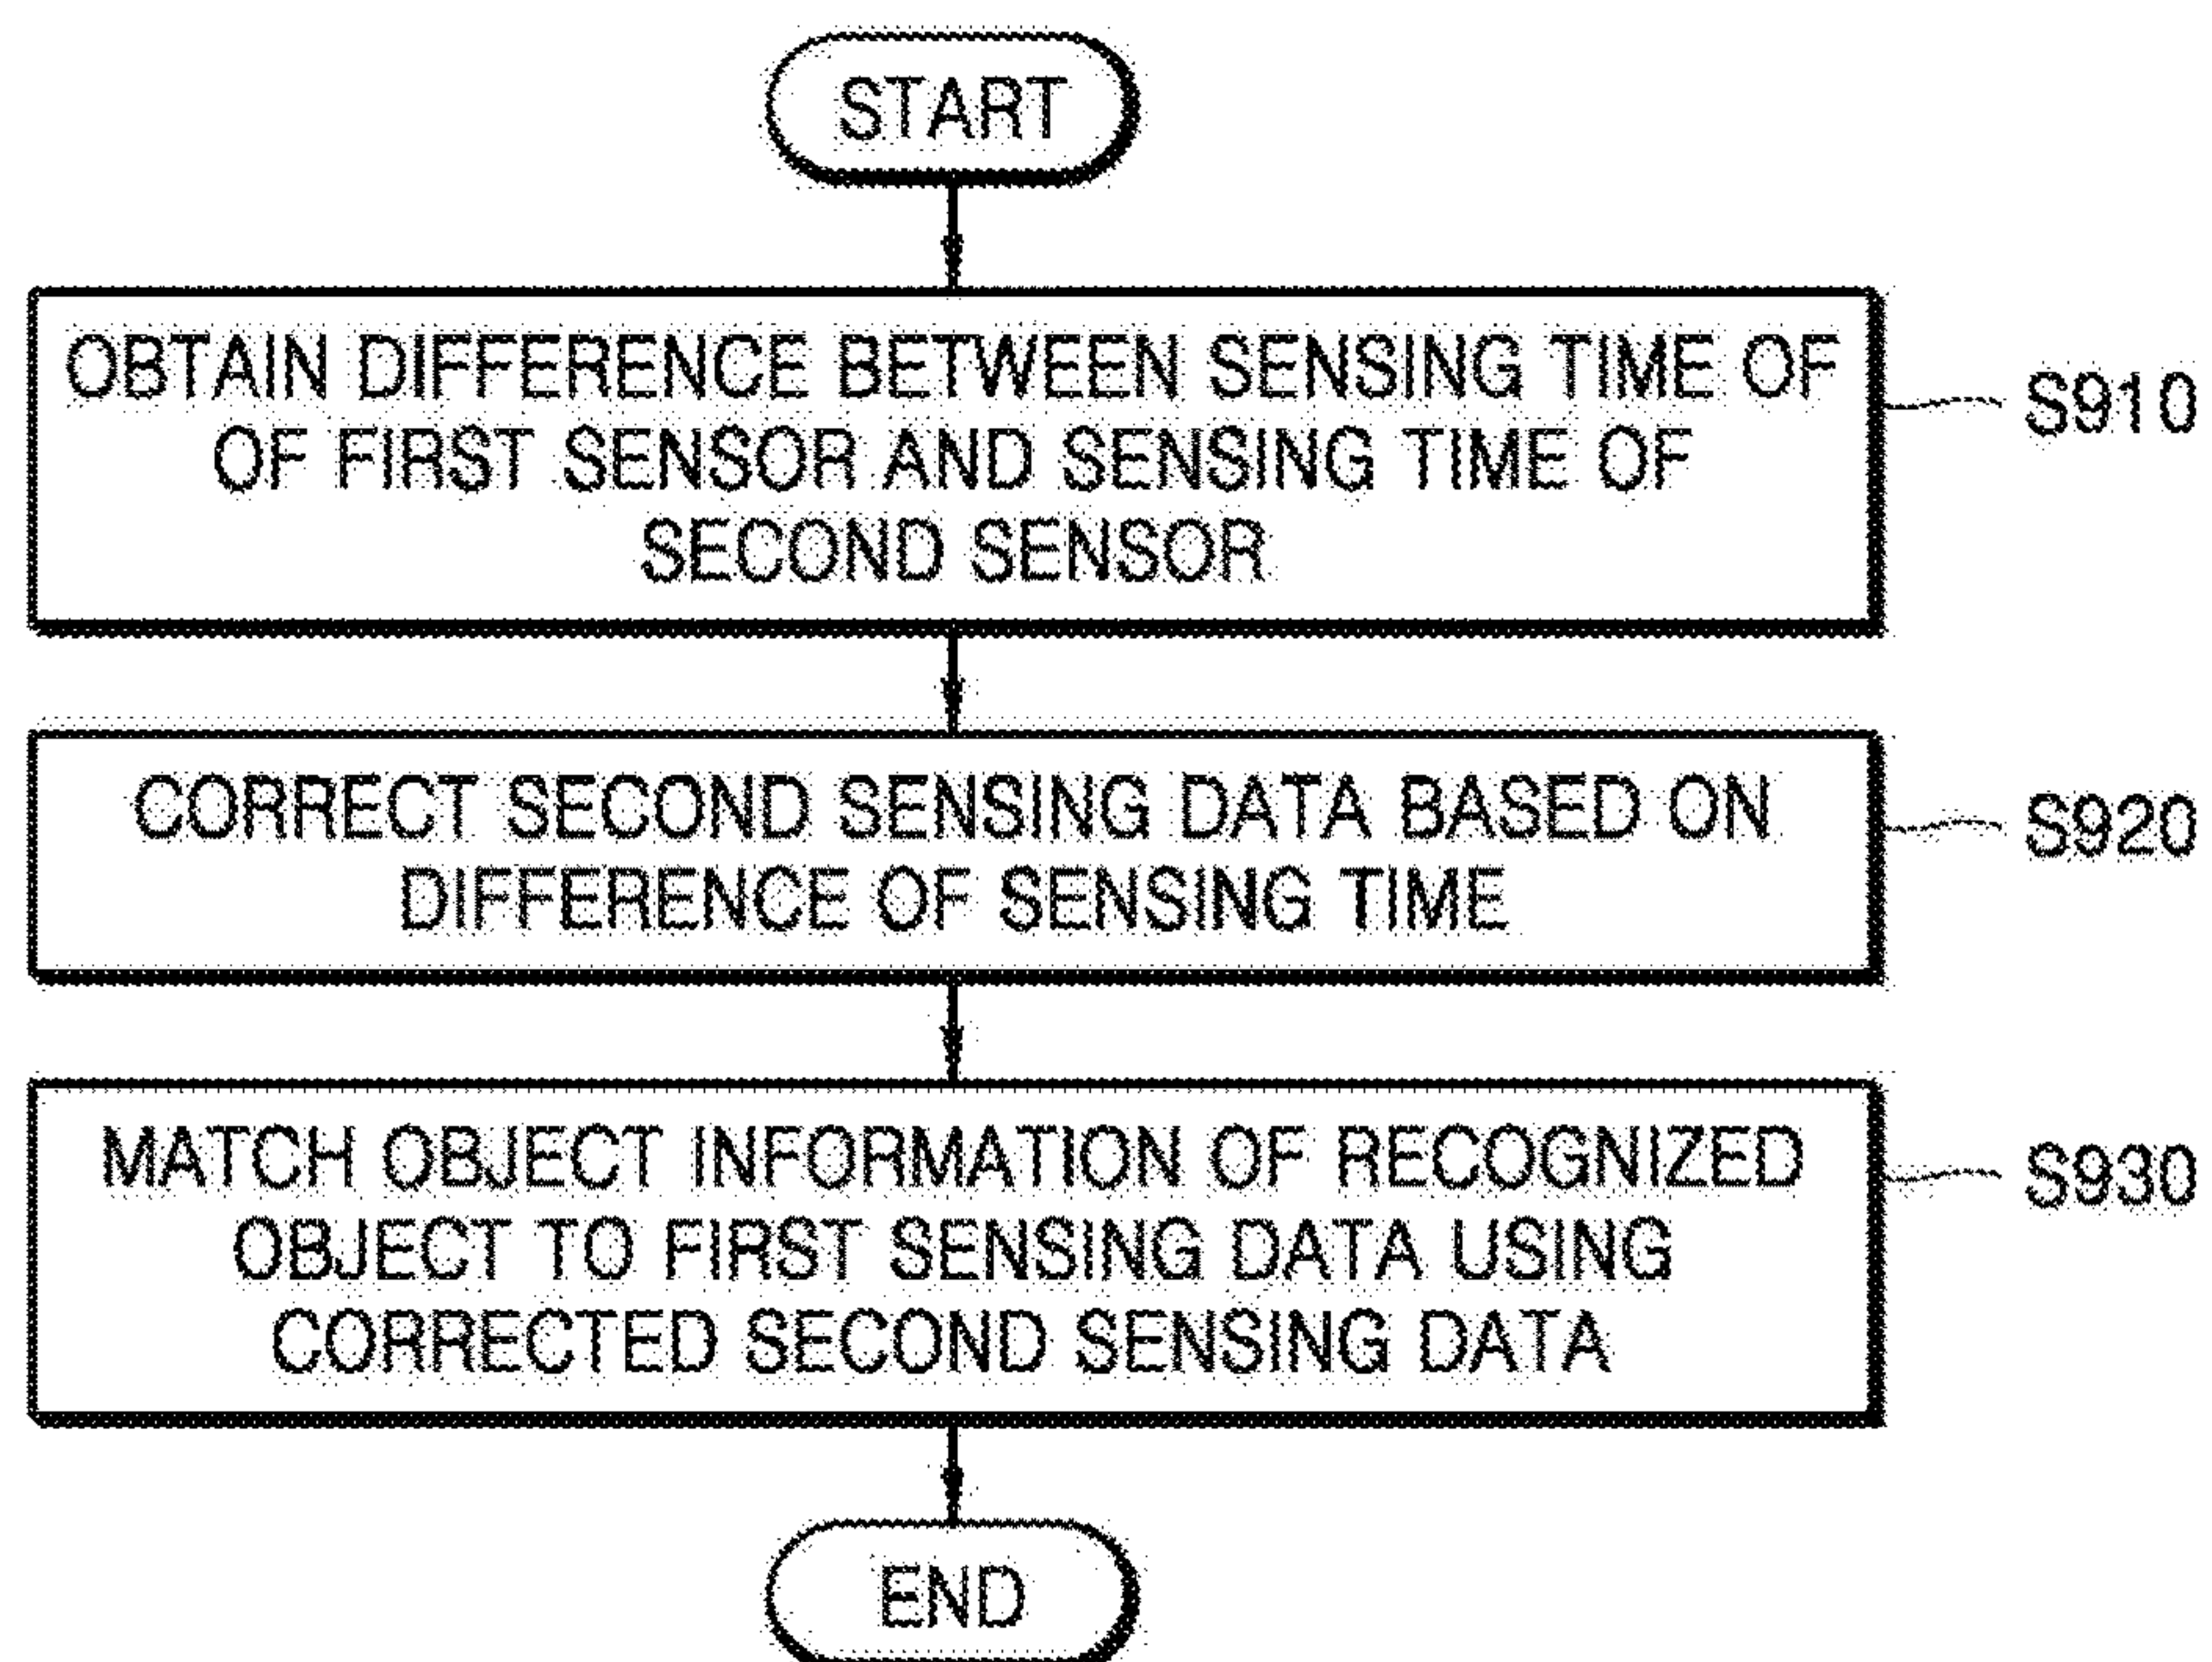 START
OBTAIN DIFFERENCE BETWEEN SENSING TIME OF
OF FIRST SENSOR AND SENSING TIME OF
SECOND SENSOR
S910
CORRECT SECOND SENSING DATA BASED ON
DIFFERENCE OF SENSING TIME
S920
MATCH OBJECT INFORMATION OF RECOGNIZED
OBJECT TO FIRST SENSING DATA USING
CORRECTED SECOND SENSING DATA
S930
END